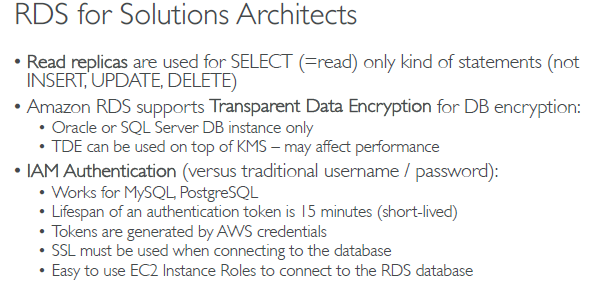 RDS for Solutions Architects
• Read replicas are used for SELECT (=read) only kind of statements (not
INSERT, UPDATE, DELETE)
• Amazon RDS supports Transparent Data Encryption for DB encryption:
• Oracle or SQL Server DB instance only
• TDE can be used on top of KMS – may affect performance
• IAM Authentication (versus traditional username / password):
• Works for MySQL, PostgreSQL
• Lifespan of an authentication token is 15 minutes (short-lived)
• Tokens are generated by AWS credentials
• SSL must be used when connecting to the database
• Easy to use EC2 Instance Roles to connect to the RDS database